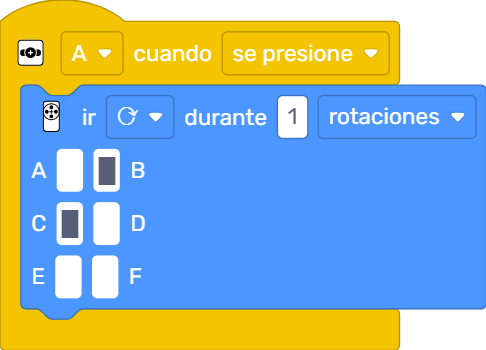 A cuando se presione
ir durante 1 rotaciones
A B
C D
E F